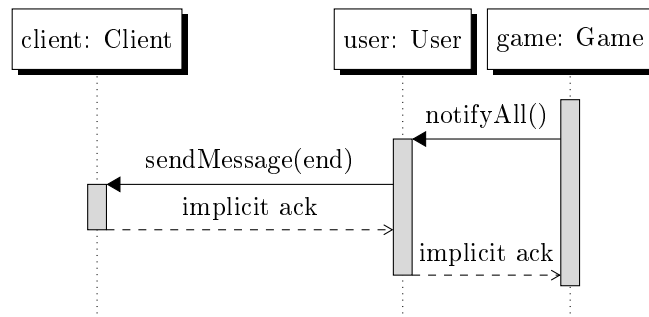 client: Client
user: User
game: Game
notifyAll()
sendMessage(end)
implicit ack
implicit ack